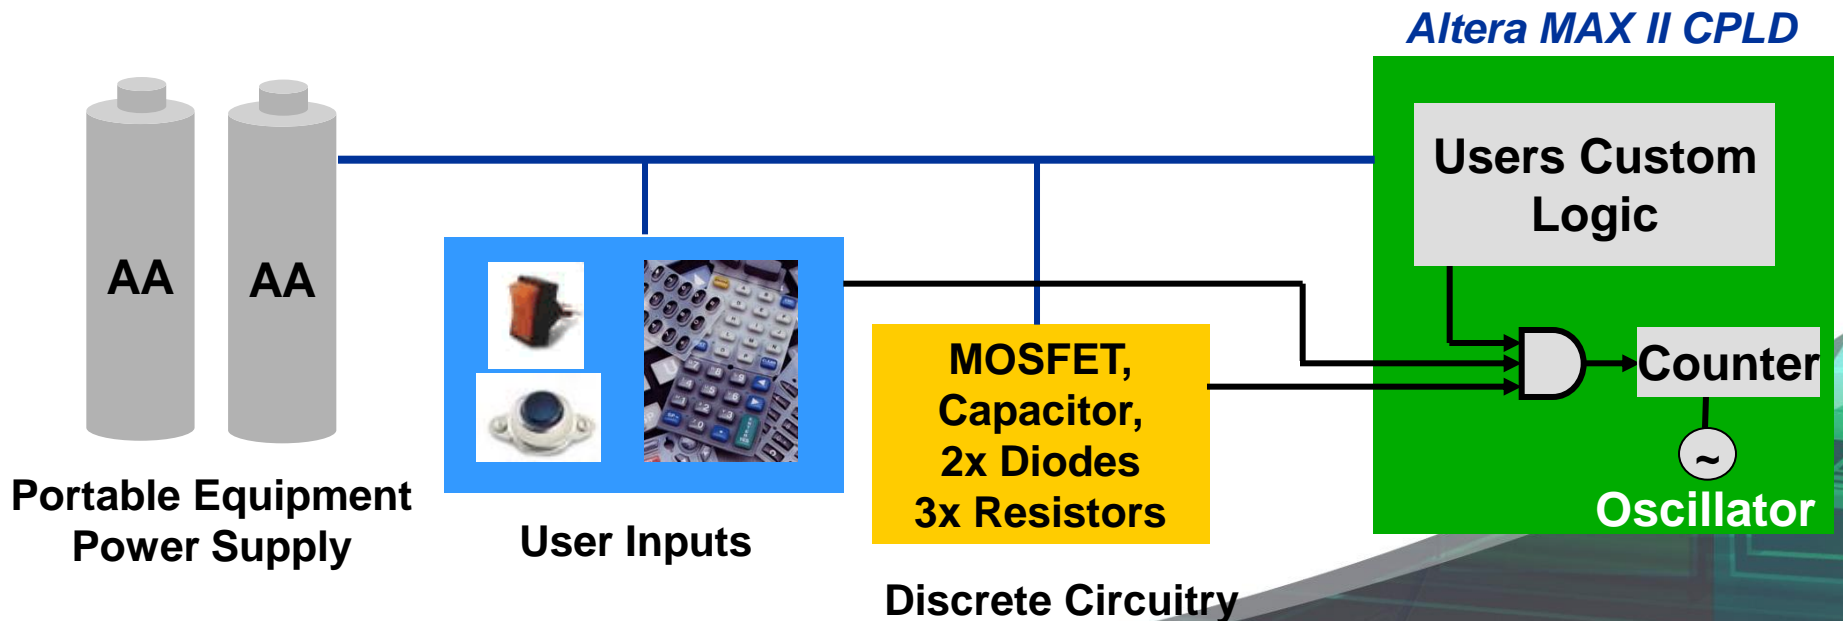 Altera MAX II CPLD
AA
AA
Users Custom
Logic
MOSFET,
Capacitor,
2x Diodes
3x Resistors
Counter
~
Oscillator
Portable Equipment
Power Supply
User Inputs
Discrete Circuitry